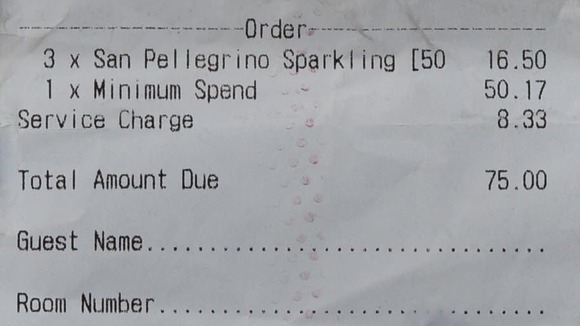 Order
3 x San Pellegrino Sparkling [50 16.50
1 x Minimum Spend 50.17
Service Charge 8.33
Total Amount Due 75.00
Guest Name................................
Room Number...............................